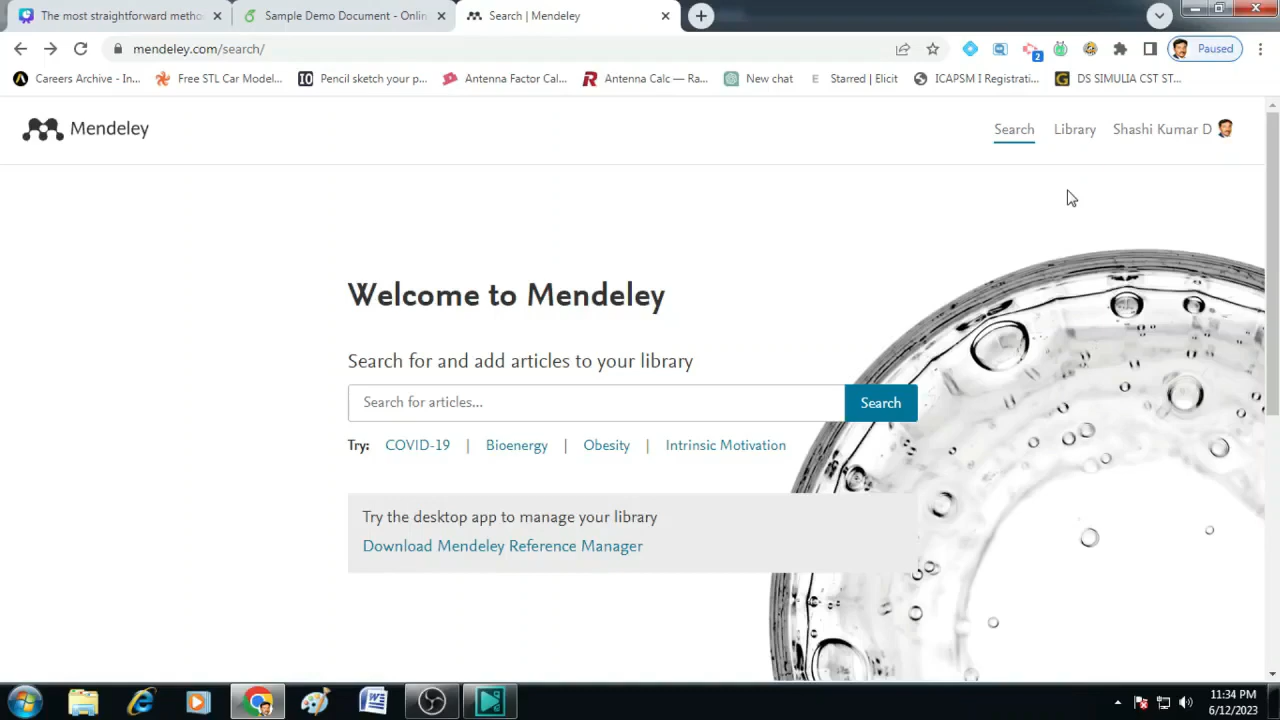 The most straightforward metho
Sample Demo Document - Onlin
Search | Mendeley
mendeley.com/search/
2
Paused
Careers Archive - In...
Free STL Car Model...
Pencil sketch your p...
Antenna Factor Cal...
Antenna Calc — Ra...
New chat
E Starred | Elicit
ICAPSM I Registrati...
DS SIMULIA CST ST...
Mendeley
Search
Library
Shashi Kumar D
Welcome to Mendeley
Search for and add articles to your library
Search for articles...
Search
Try: COVID-19 | Bioenergy | Obesity | Intrinsic Motivation
Try the desktop app to manage your library
Download Mendeley Reference Manager
11:34 PM
6/12/2023